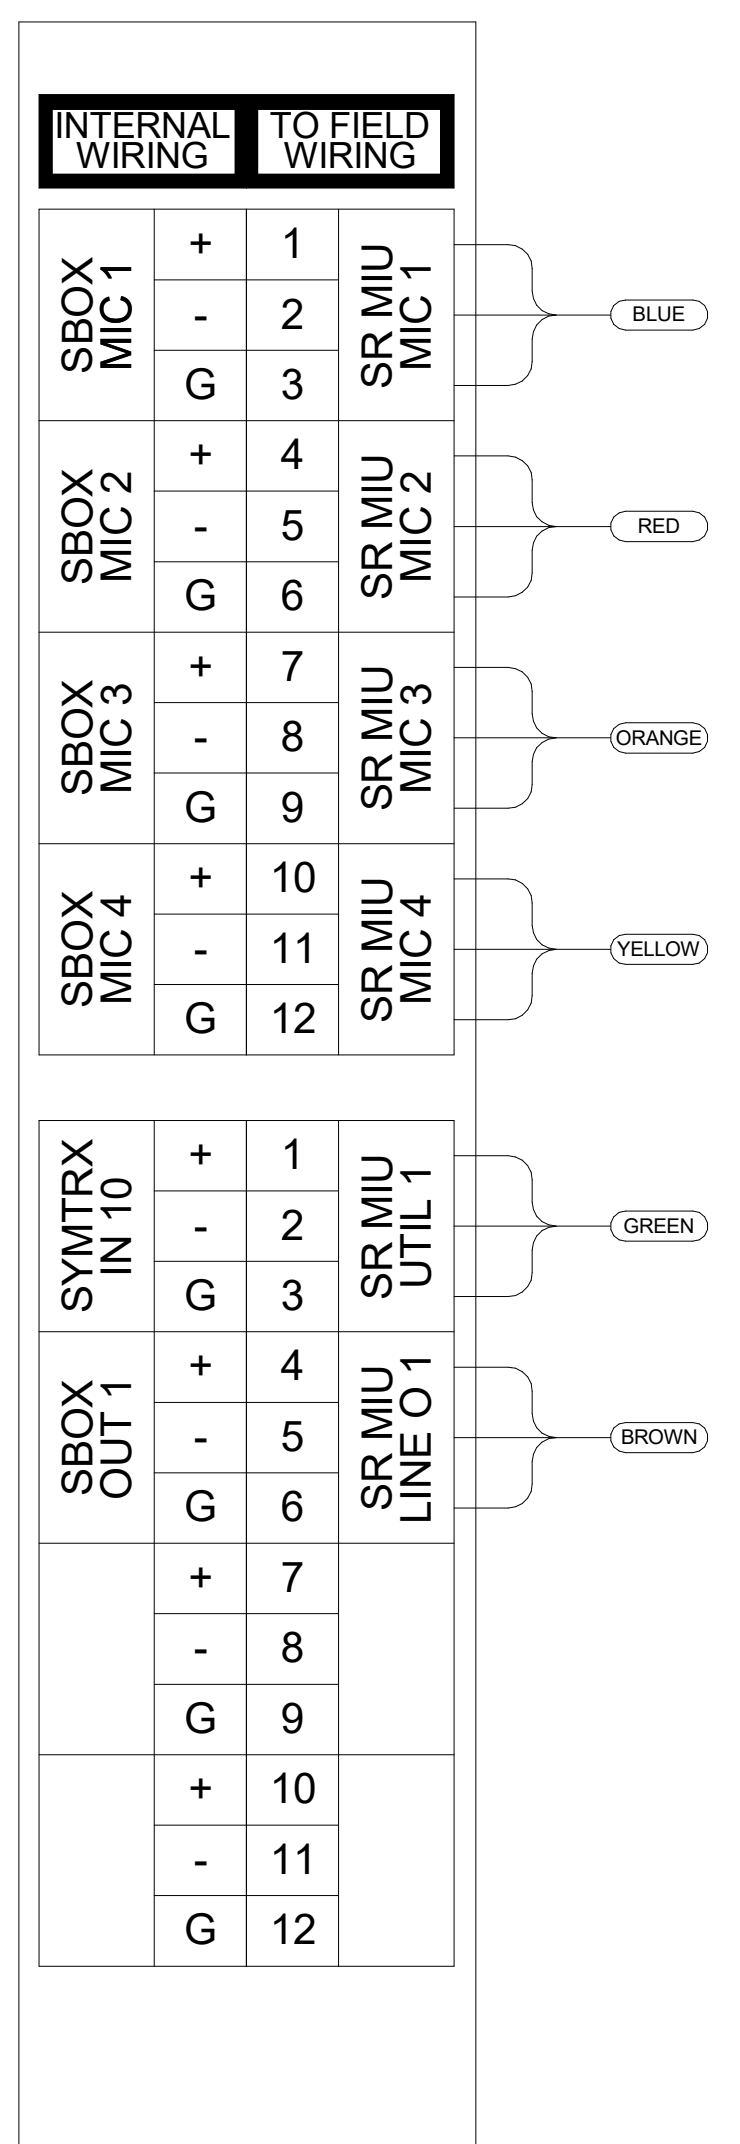 INTERNAL
WIRING
TO FIELD
WIRING
SBOX
MIC 1
+ 1
- 2
G 3
SR MIU
MIC 1
BLUE
SBOX
MIC 2
+ 4
- 5
G 6
SR MIU
MIC 2
RED
SBOX
MIC 3
+ 7
- 8
G 9
SR MIU
MIC 3
ORANGE
SBOX
MIC 4
+ 10
- 11
G 12
SR MIU
MIC 4
YELLOW
SYMTRX
IN 10
+ 1
- 2
G 3
SR MIU
UTIL 1
GREEN
SBOX
OUT 1
+ 4
- 5
G 6
SR MIU
LINE O 1
BROWN
+ 7
- 8
G 9
+ 10
- 11
G 12